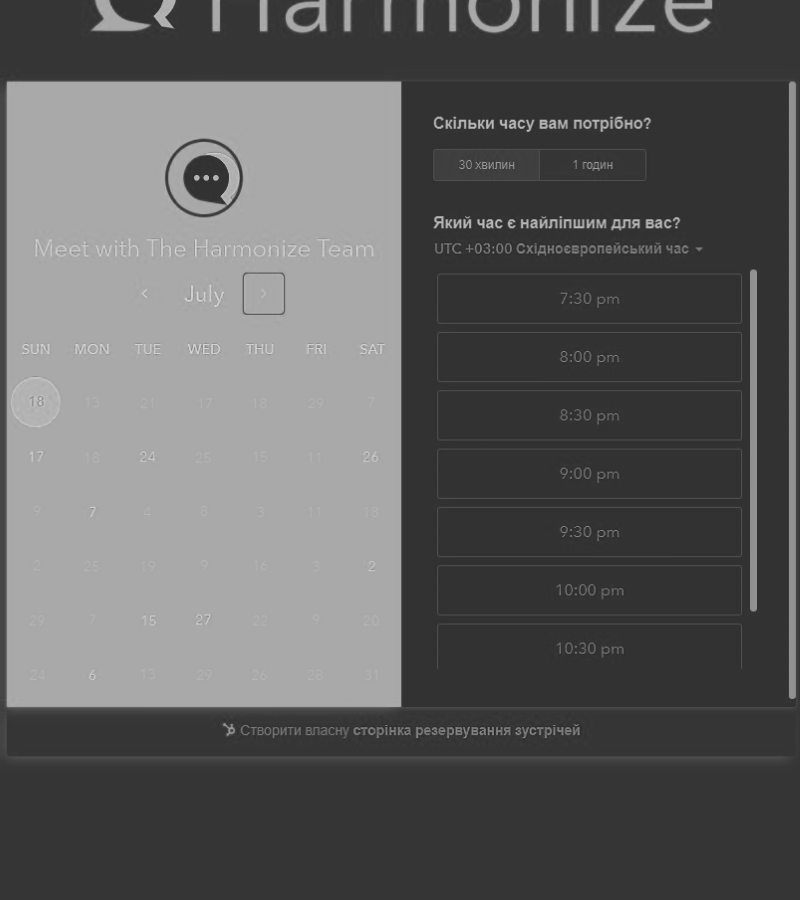 Harmonize
Meet with The Harmonize Team
July
SUN MON TUE WED THU FRI SAT
18 13 21 17 18 29 7
17 18 24 25 15 11 26
9 7 4 8 3 11 18
2 25 19 9 16 3 2
29 7 15 27 22 9 20
24 6 13 29 26 28 31
Скільки часу вам потрібно?
30 хвилин 1 годин
Який час є найліпшим для вас?
UTC +03:00 Східноєвропейський час
7:30 pm
8:00 pm
8:30 pm
9:00 pm
9:30 pm
10:00 pm
10:30 pm
Створити власну сторінка резервування зустрічей